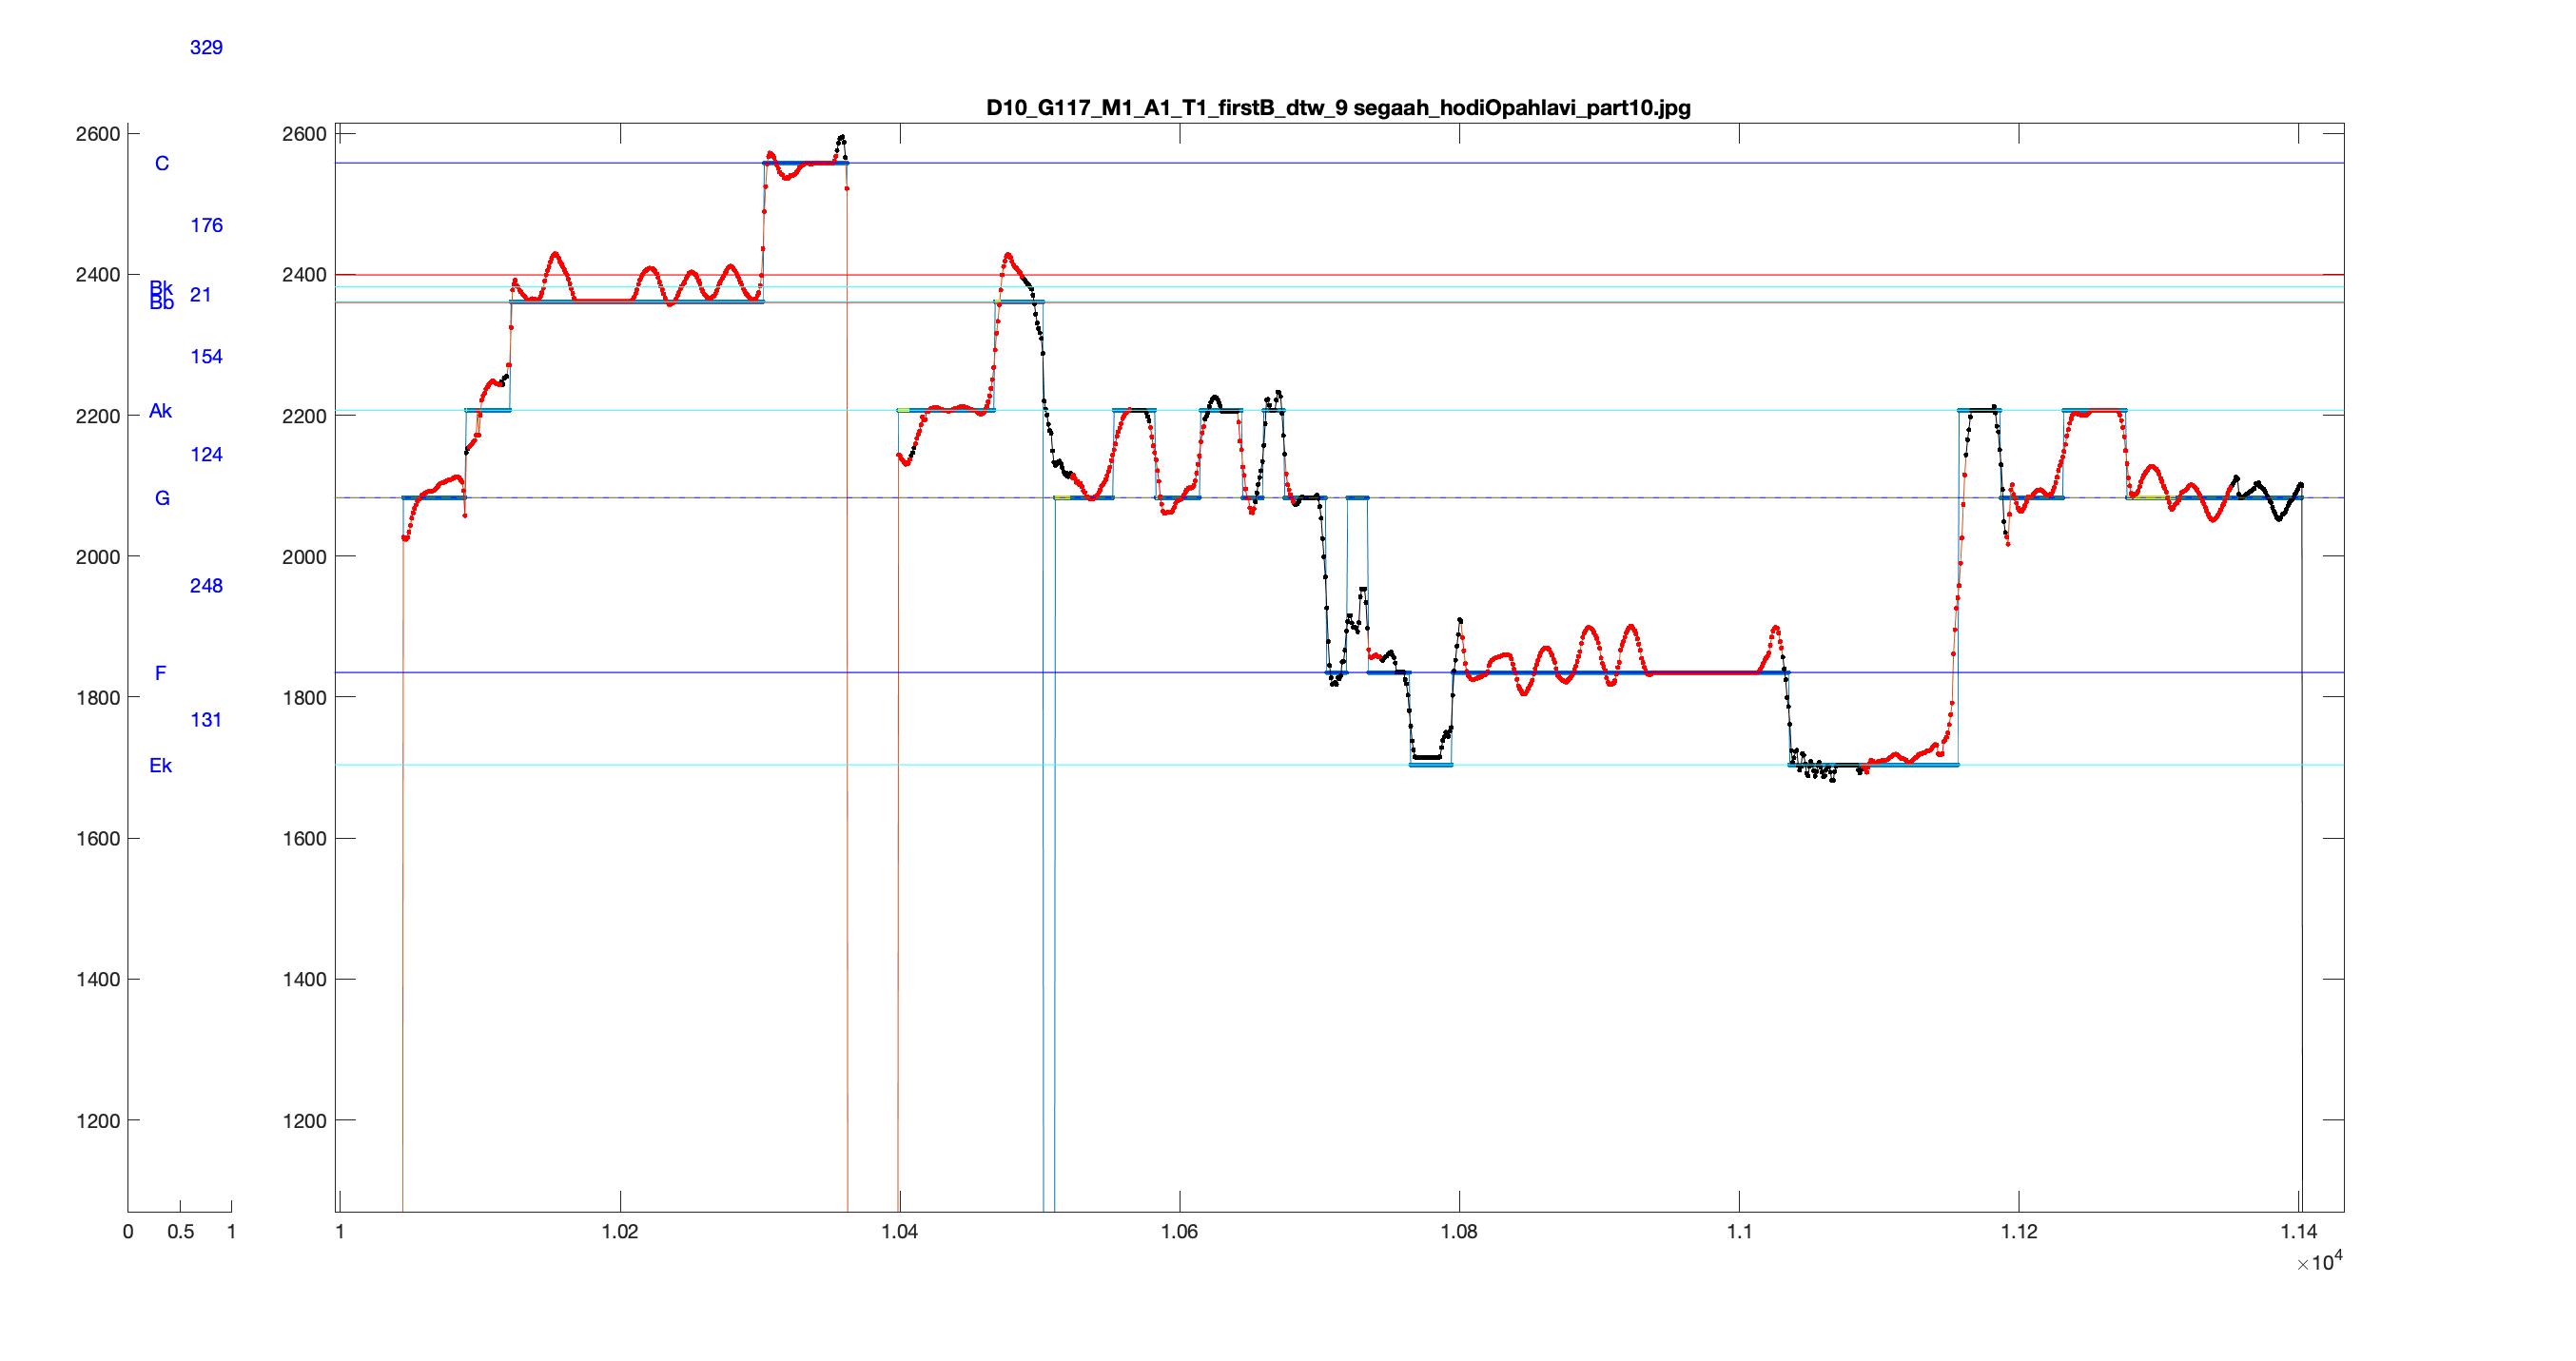 329
D10_G117_M1_A1_T1_firstB_dtw_9 segaah_hodiOpahlavi_part10.jpg
2600 2600
C
176
2400 2400
Bk
21
Bb
154
2200 Ak 2200
124
G
2000 2000
248
F
1800 1800
131
Ek
1600 1600
1400 1400
1200 1200
0 0.5 1 1 1.02 1.04 1.06 1.08 1.1 1.12 1.14
×10⁴